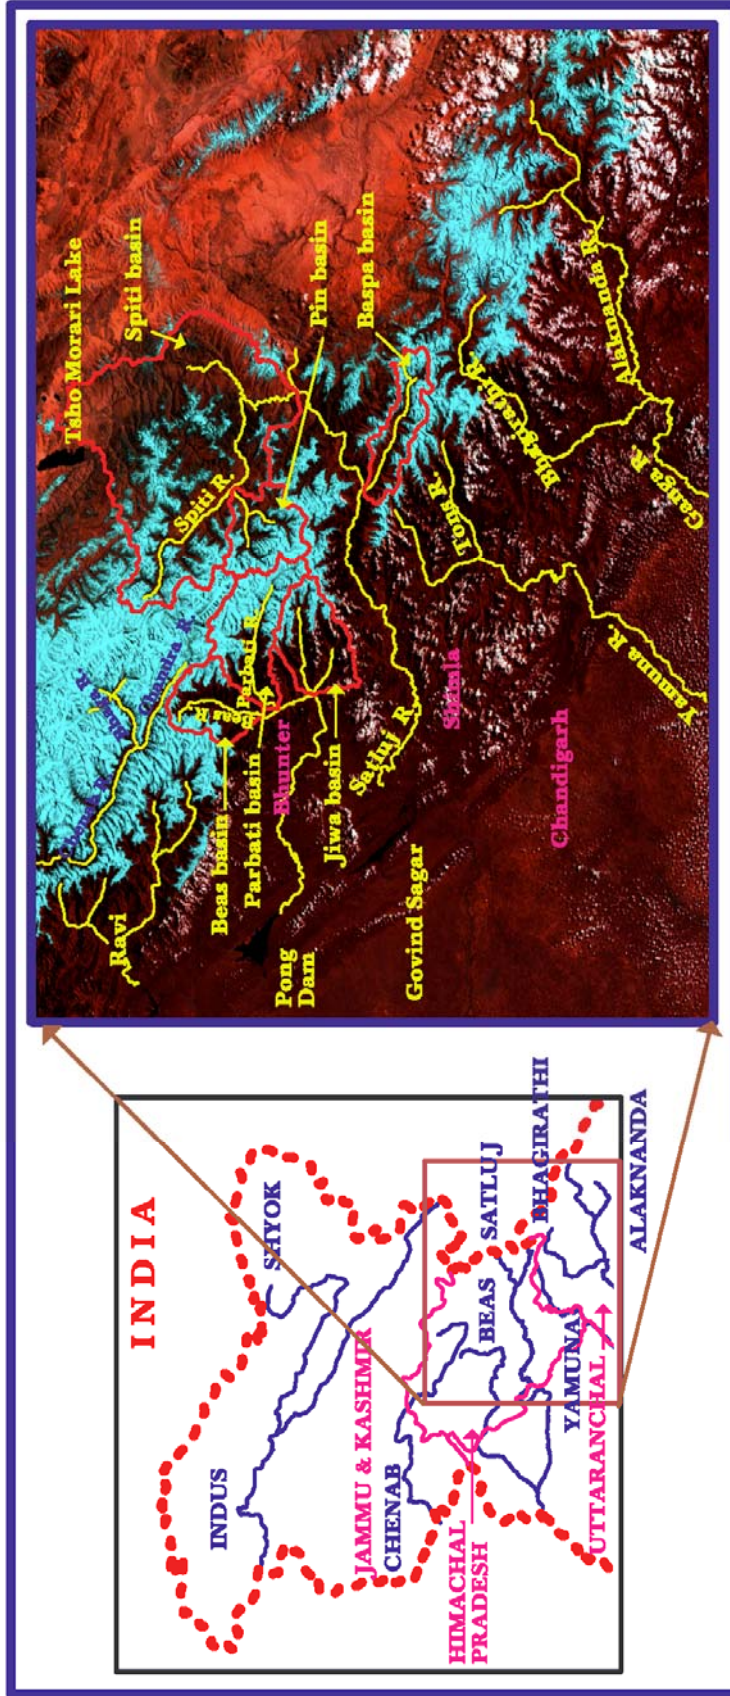 INDIA
SHYOK
INDUS
JAMMU & KASHMIR
CHENAB
HIMACHAL
PRADESH
BEAS
SATLUJ
YAMUNA
BHAGIRATHI
UTTARANCHAL
ALAKNANDA
Tsho Morari Lake
Spiti basin
Spiti R.
Pin basin
Baspa basin
Chandra R.
Ravi
Beas R.
Parbati R.
Beas basin
Parbati basin
Bhunter
Jiwa basin
Pong
Dam
Satluj R
Govind Sagar
Shimla
Chandigarh
Tons R.
Bhagirathi R.
Alaknanda R.
Ganga R.
Yamuna R.